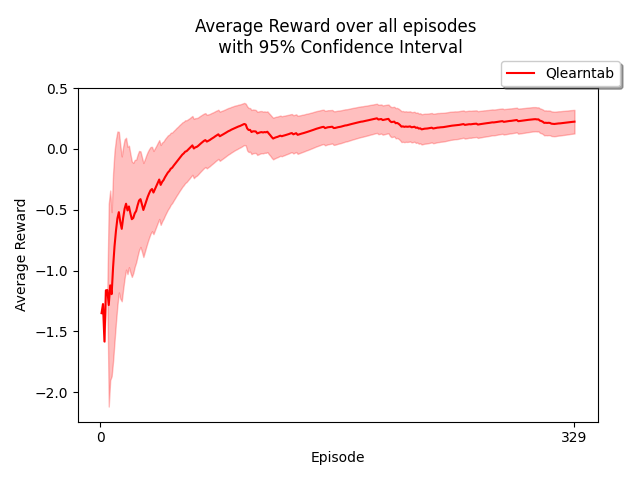 Average Reward over all episodes
with 95% Confidence Interval
Qlearntab
0.5
0.0
−0.5
−1.0
−1.5
−2.0
Average Reward
0
329
Episode